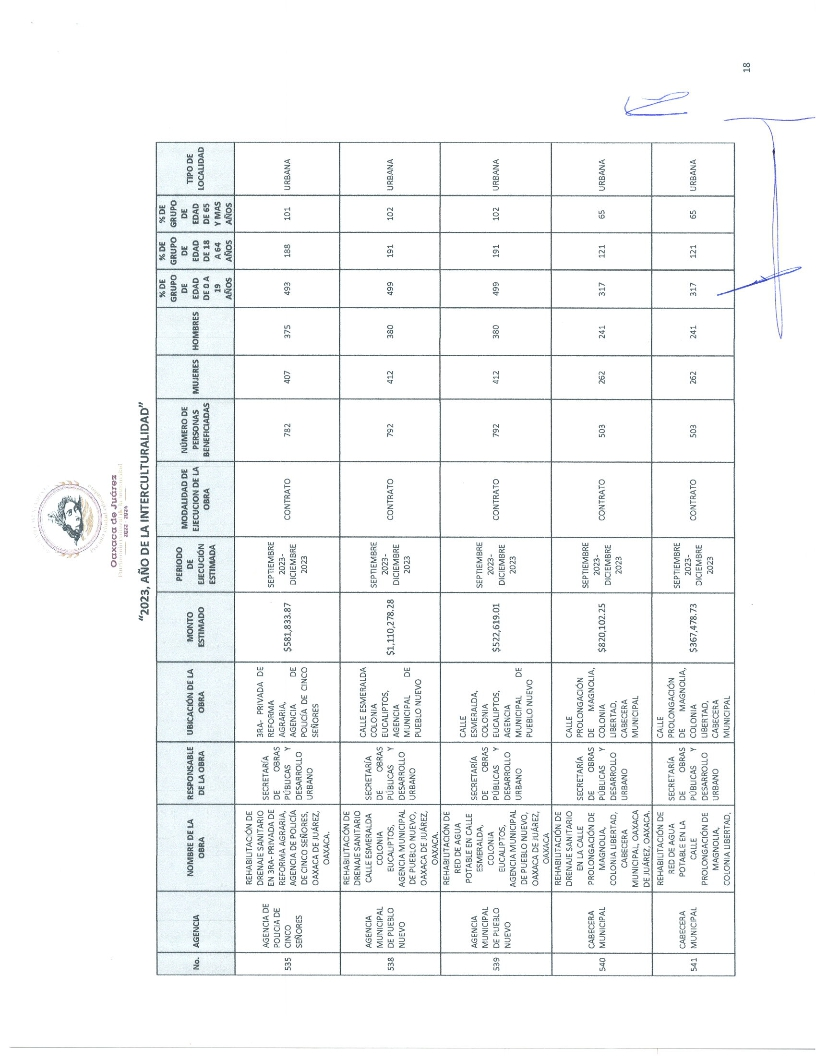 Oaxaca de Juárez
2022 2024
"2023, AÑO DE LA INTERCULTURALIDAD"
No.
AGENCIA
NOMBRE DE LA
OBRA
RESPONSABLE
DE LA OBRA
UBICACIÓN DE LA
OBRA
MONTO
ESTIMADO
PERIODO
DE
EJECUCIÓN
ESTIMADA
MODALIDAD DE
EJECUCION DE LA
OBRA
NÚMERO DE
PERSONAS
BENEFICIADAS
MUJERES
HOMBRES
% DE
GRUPO
DE
EDAD
DE 0 A
19
AÑOS
% DE
GRUPO
DE
EDAD
DE 18
A 64
AÑOS
% DE
GRUPO
DE
EDAD
DE 65
Y MAS
AÑOS
TIPO DE
LOCALIDAD
535
AGENCIA DE
POLICIA DE
CINCO
SEÑORES
REHABILITACIÓN DE
DRENAJE SANITARIO
EN 3RA- PRIVADA DE
REFORMA AGRARIA,
AGENCIA DE POLICÍA
DE CINCO SEÑORES,
OAXACA DE JUÁREZ,
OAXACA.
SECRETARÍA
DE OBRAS
PÚBLICAS Y
DESARROLLO
URBANO
3RA- PRIVADA DE
REFORMA
AGRARIA,
AGENCIA DE
POLICÍA DE CINCO
SEÑORES
$581,833.87
SEPTIEMBRE
2023-
DICIEMBRE
2023
CONTRATO
782
407
375
493
188
101
URBANA
538
AGENCIA
MUNICIPAL
DE PUEBLO
NUEVO
REHABILITACIÓN DE
DRENAJE SANITARIO
CALLE ESMERALDA
COLONIA
EUCALIPTOS,
AGENCIA MUNICIPAL
DE PUEBLO NUEVO,
OAXACA DE JUÁREZ,
OAXACA.
SECRETARÍA
DE OBRAS
PÚBLICAS Y
DESARROLLO
URBANO
CALLE ESMERALDA
COLONIA
EUCALIPTOS,
AGENCIA
MUNICIPAL DE
PUEBLO NUEVO
$1,110,278.28
SEPTIEMBRE
2023-
DICIEMBRE
2023
CONTRATO
792
412
380
499
191
102
URBANA
539
AGENCIA
MUNICIPAL
DE PUEBLO
NUEVO
REHABILITACIÓN DE
RED DE AGUA
POTABLE EN CALLE
ESMERALDA,
COLONIA
EUCALIPTOS,
AGENCIA MUNICIPAL
DE PUEBLO NUEVO,
OAXACA DE JUÁREZ,
OAXACA
SECRETARÍA
DE OBRAS
PÚBLICAS Y
DESARROLLO
URBANO
CALLE
ESMERALDA,
COLONIA
EUCALIPTOS,
AGENCIA
MUNICIPAL DE
PUEBLO NUEVO
$522,619.01
SEPTIEMBRE
2023-
DICIEMBRE
2023
CONTRATO
792
412
380
499
191
102
URBANA
540
CABECERA
MUNICIPAL
REHABILITACIÓN DE
DRENAJE SANITARIO
EN LA CALLE
PROLONGACIÓN DE
MAGNOLIA,
COLONIA LIBERTAD,
CABECERA
MUNICIPAL, OAXACA
DE JUÁREZ, OAXACA.
SECRETARÍA
DE OBRAS
PÚBLICAS Y
DESARROLLO
URBANO
CALLE
PROLONGACIÓN
DE MAGNOLIA,
COLONIA
LIBERTAD,
CABECERA
MUNICIPAL
$820,102.25
SEPTIEMBRE
2023-
DICIEMBRE
2023
CONTRATO
503
262
241
317
121
65
URBANA
541
CABECERA
MUNICIPAL
REHABILITACIÓN DE
RED DE AGUA
POTABLE EN LA
CALLE
PROLONGACIÓN DE
MAGNOLIA,
COLONIA LIBERTAD,
SECRETARÍA
DE OBRAS
PÚBLICAS Y
DESARROLLO
URBANO
CALLE
PROLONGACIÓN
DE MAGNOLIA,
COLONIA
LIBERTAD,
CABECERA
MUNICIPAL
$367,478.73
SEPTIEMBRE
2023-
DICIEMBRE
2023
CONTRATO
503
262
241
317
121
65
URBANA
18